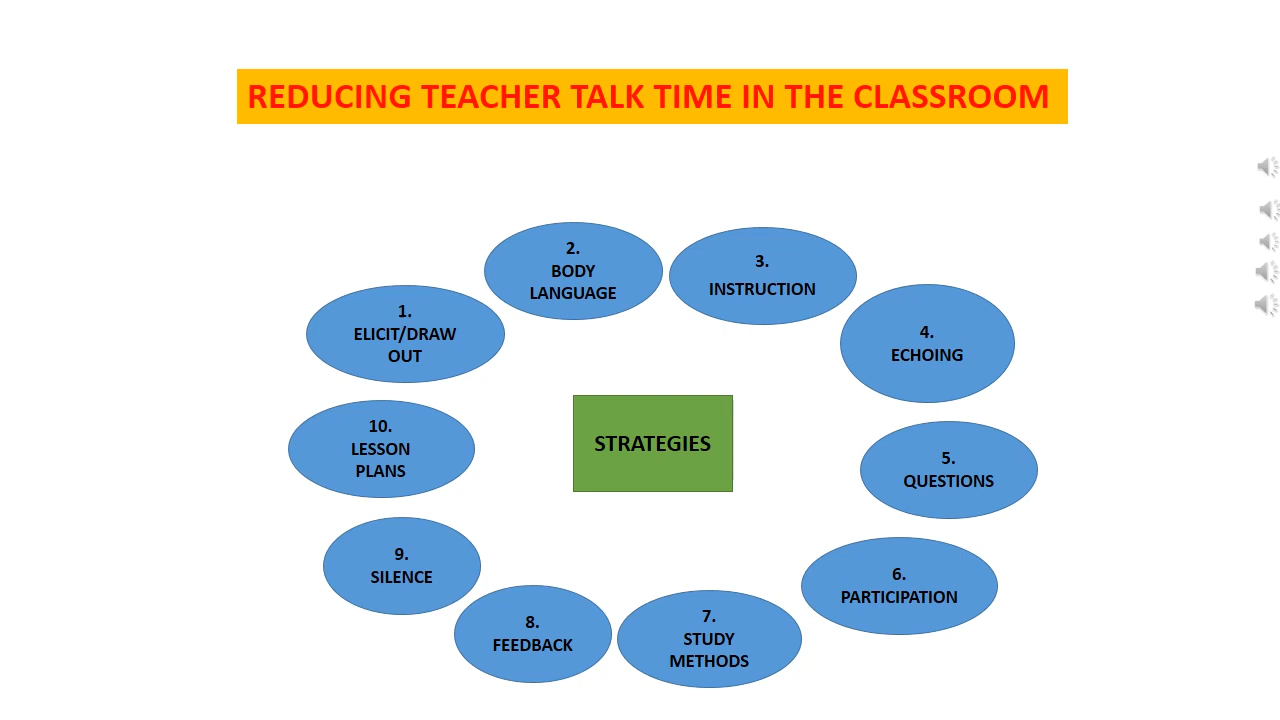 REDUCING TEACHER TALK TIME IN THE CLASSROOM
1.
ELICIT/DRAW
OUT
2.
BODY
LANGUAGE
3.
INSTRUCTION
4.
ECHOING
5.
QUESTIONS
6.
PARTICIPATION
7.
STUDY
METHODS
8.
FEEDBACK
9.
SILENCE
10.
LESSON
PLANS
STRATEGIES